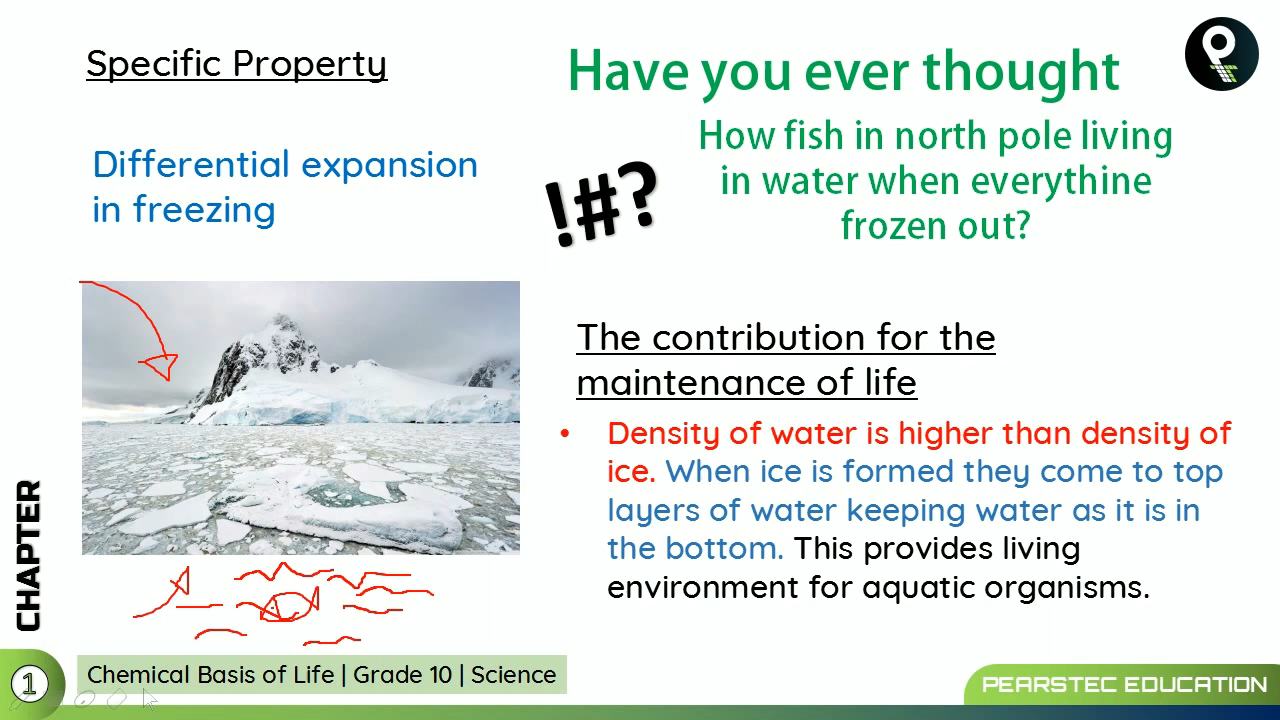 Specific Property
Have you ever thought
How fish in north pole living
in water when everythine
frozen out?
Differential expansion
in freezing
!#?
The contribution for the
maintenance of life
• Density of water is higher than density of
ice. When ice is formed they come to top
layers of water keeping water as it is in
the bottom. This provides living
environment for aquatic organisms.
CHAPTER
1
Chemical Basis of Life | Grade 10 | Science
PEARSTEC EDUCATION